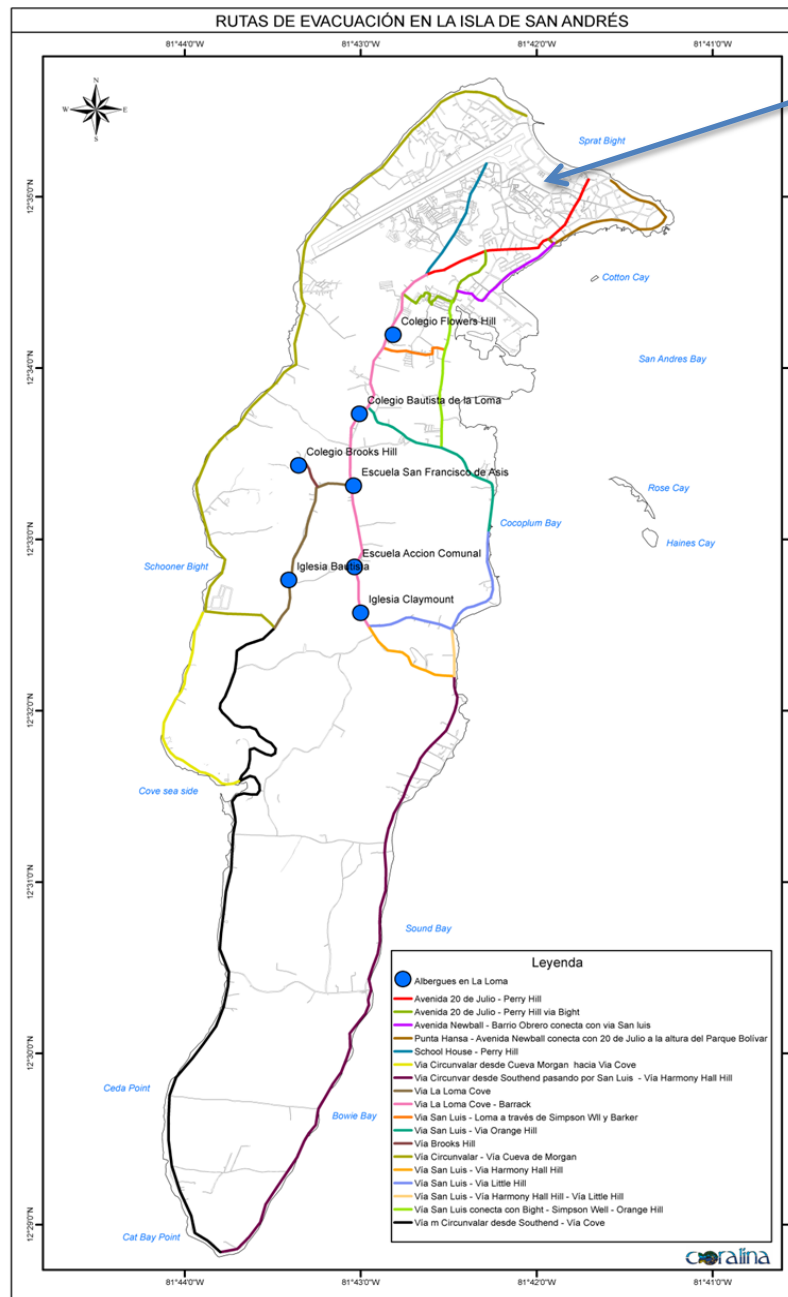 RUTAS DE EVACUACIÓN EN LA ISLA DE SAN ANDRÉS
81°44'0"W 81°43'0"W 81°42'0"W 81°41'0"W
N
W E
S
Sprat Bight
12°35'0"N
Cotton Cay
Colegio Flowers Hill
San Andres Bay
12°34'0"N
Colegio Bautista de la Loma
Colegio Brooks Hill
Escuela San Francisco de Asis
Rose Cay
Cocoplum Bay
Haines Cay
12°33'0"N
Escuela Accion Comunal
Schooner Bight
Iglesia Bautista
Iglesia Claymount
12°32'0"N
Cove sea side
12°31'0"N
Sound Bay
Leyenda
Albergues en La Loma
Avenida 20 de Julio - Perry Hill
Avenida 20 de Julio - Perry Hill via Bight
Avenida Newball - Barrio Obrero conecta con via San luis
Punta Hansa - Avenida Newball conecta con 20 de Julio a la altura del Parque Bolívar
School House - Perry Hill
Via Circunvalar desde Cueva Morgan hacia Via Cove
Via Circunvar desde Southend pasando por San Luis - Vía Harmony Hall Hill
Via La Loma Cove
Via La Loma Cove - Barrack
Via San Luis - Loma a través de Simpson Wll y Barker
Via San Luis - Via Orange Hill
Vía Brooks Hill
Vía Circunvalar - Vía Cueva de Morgan
Vía San Luis - Via Harmony Hall Hill
Vía San Luis - Via Little Hill
Vía San Luis - Vía Harmony Hall Hill - Vía Little Hill
Vía San Luis conecta con Bight - Simpson Well - Orange Hill
Vía m Circunvalar desde Southend - Vía Cove
12°30'0"N
Ceda Point
Bowie Bay
12°29'0"N
Cat Bay Point
coralina
81°44'0"W 81°43'0"W 81°42'0"W 81°41'0"W